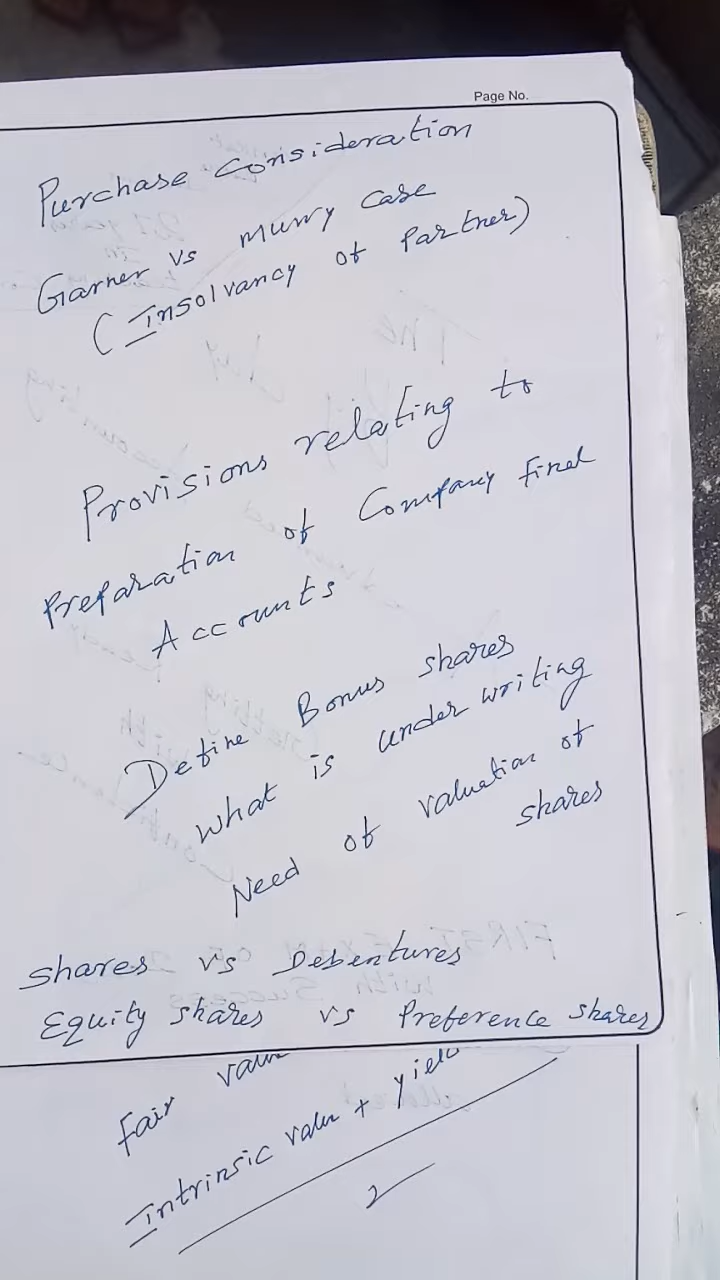 Page No.
Purchase Consideration
Garner vs Murry Case
(Insolvancy of Partner)
Provisions relating to
Preparation of Company final
Accounts
Define Bonus shares
What is under writing
Need of valuation of
shares
Shares vs Debentures
Equity shares vs Preference shares
Fair value
Intrinsic value + yield
2